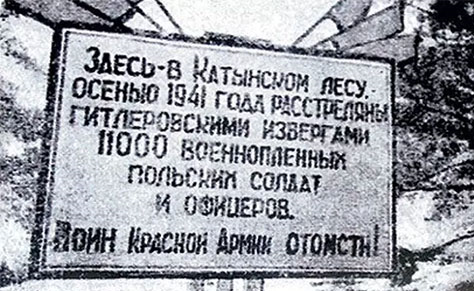 Здесь-в Катынском лесу,
осенью 1941 года расстреляны
гитлеровскими извергами
11000 военнопленных
польских солдат
и офицеров.
Воин Красной Армии отомсти!